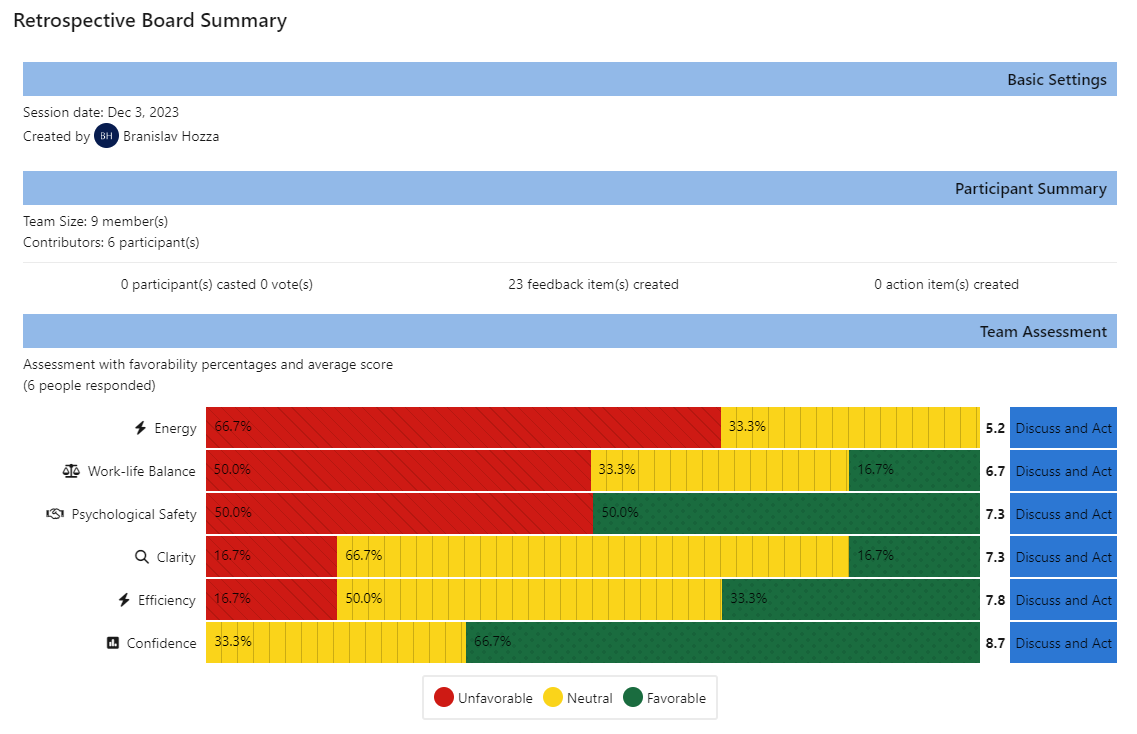 Retrospective Board Summary
Basic Settings
Session date: Dec 3, 2023
Created by BH Branislav Hozza
Participant Summary
Team Size: 9 member(s)
Contributors: 6 participant(s)
0 participant(s) casted 0 vote(s) 23 feedback item(s) created 0 action item(s) created
Team Assessment
Assessment with favorability percentages and average score
(6 people responded)
Energy 66.7% 33.3% 5.2 Discuss and Act
Work-life Balance 50.0% 33.3% 16.7% 6.7 Discuss and Act
Psychological Safety 50.0% 50.0% 7.3 Discuss and Act
Clarity 16.7% 66.7% 16.7% 7.3 Discuss and Act
Efficiency 16.7% 50.0% 33.3% 7.8 Discuss and Act
Confidence 33.3% 66.7% 8.7 Discuss and Act
Unfavorable Neutral Favorable